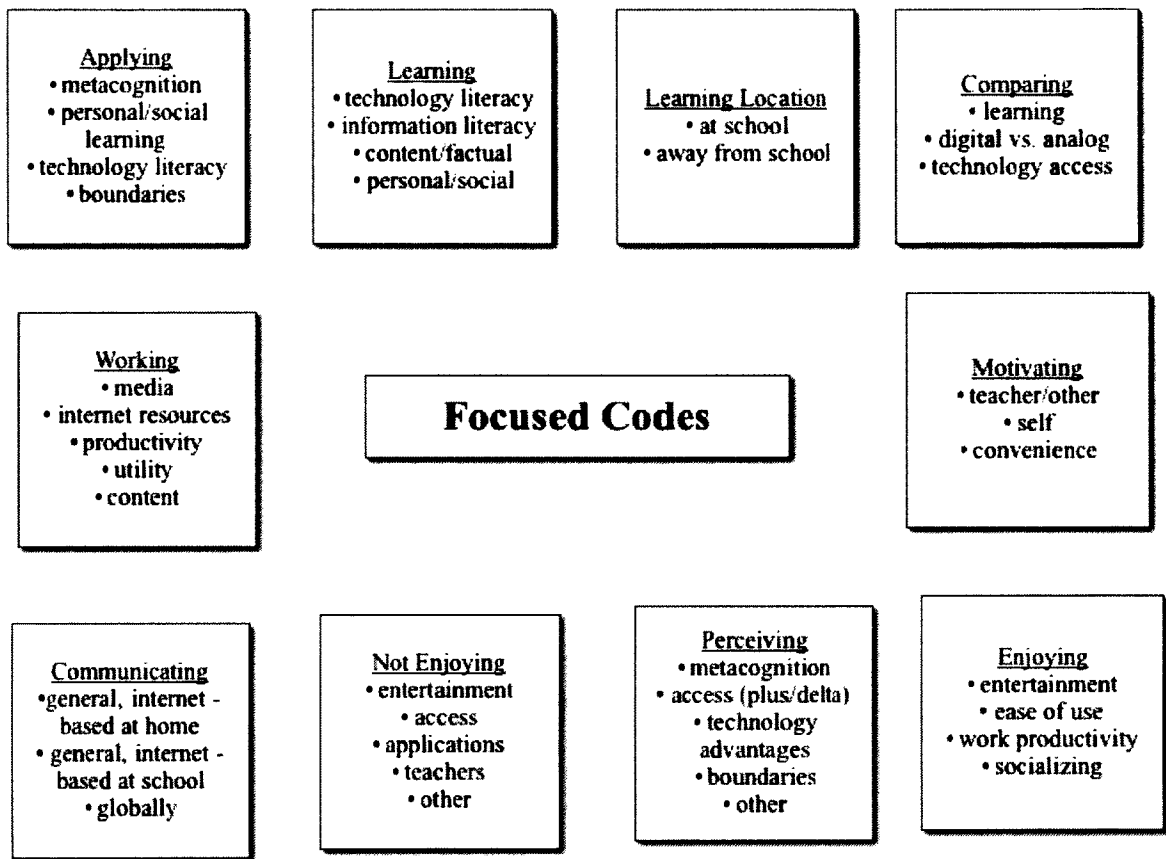 Applying
• metacognition
• personal/social
learning
• technology literacy
• boundaries
Learning
• technology literacy
• information literacy
• content/factual
• personal/social
Learning Location
• at school
• away from school
Comparing
• learning
• digital vs. analog
• technology access
Working
• media
• internet resources
• productivity
• utility
• content
Focused Codes
Motivating
• teacher/other
• self
• convenience
Communicating
•general, internet -
based at home
• general, internet -
based at school
• globally
Not Enjoying
• entertainment
• access
• applications
• teachers
• other
Perceiving
• metacognition
• access (plus/delta)
• technology
advantages
• boundaries
• other
Enjoying
• entertainment
• ease of use
• work productivity
• socializing